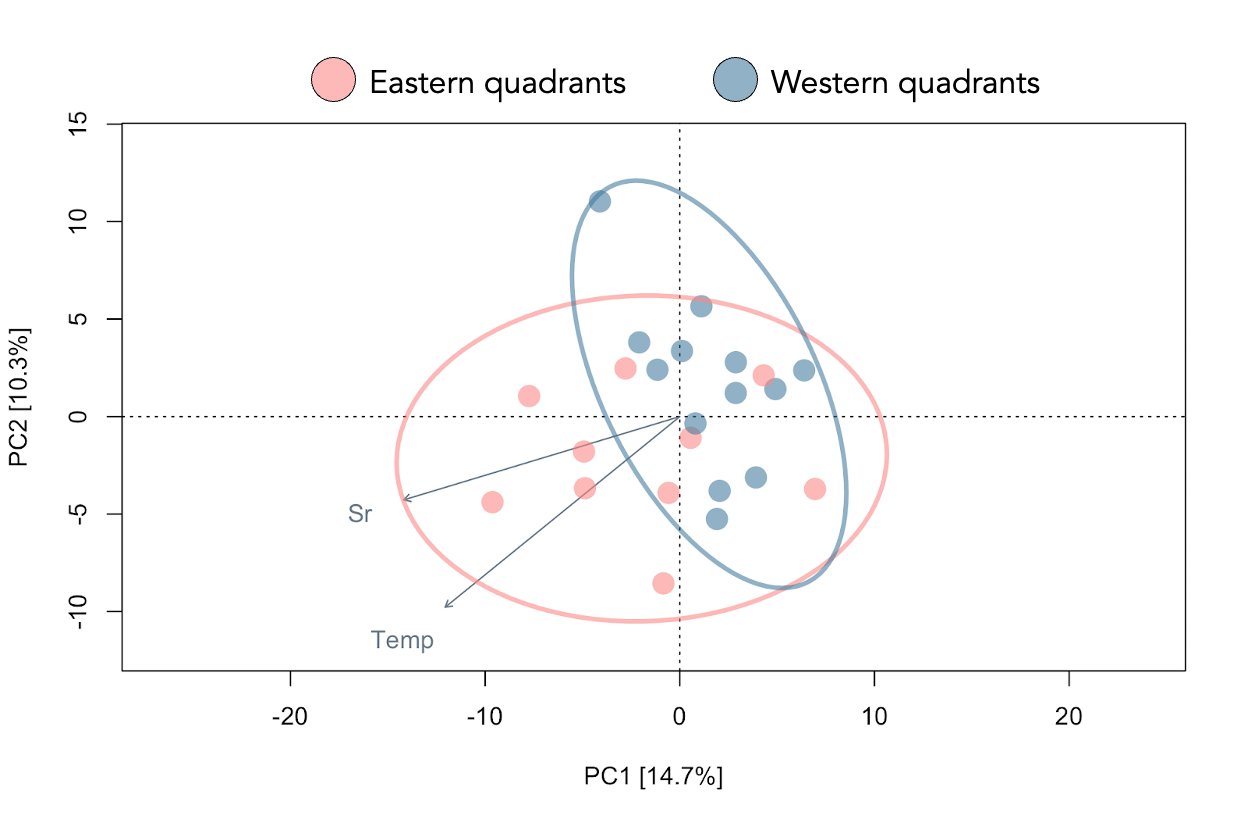 Eastern quadrants
Western quadrants
15
10
5
0
-5
-10
PC2 [10.3%]
Sr
Temp
-20
-10
0
10
20
PC1 [14.7%]